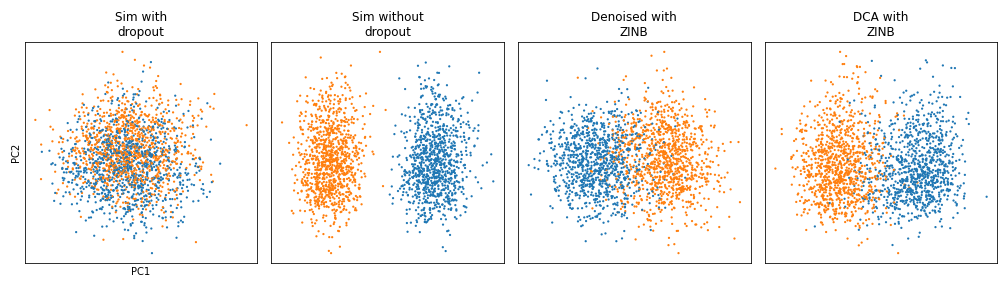 Sim with
dropout
Sim without
dropout
Denoised with
ZINB
DCA with
ZINB
PC2
PC1